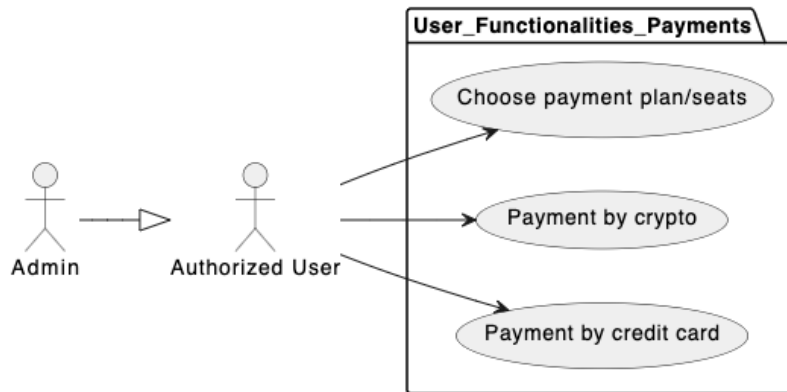 User_Functionalities_Payments
Choose payment plan/seats
Payment by crypto
Admin
Authorized User
Payment by credit card